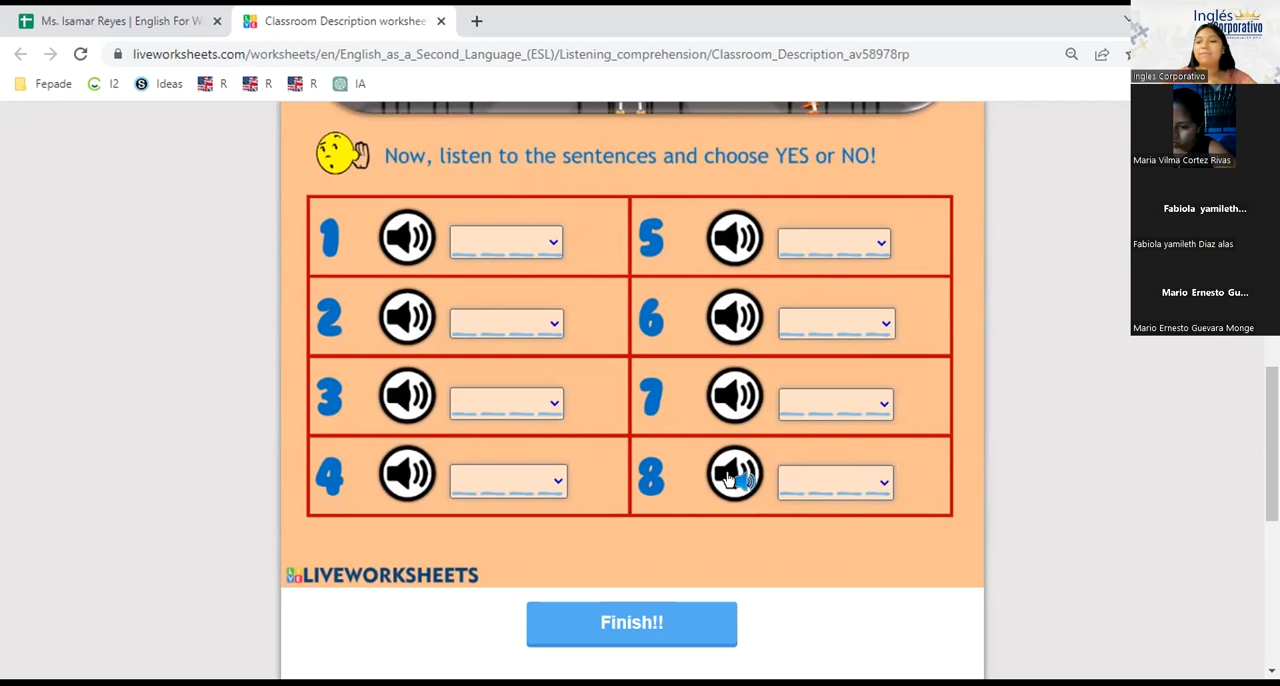 Ms. Isamar Reyes | English For W
Classroom Description workshee
liveworksheets.com/worksheets/en/English_as_a_Second_Language_(ESL)/Listening_comprehension/Classroom_Description_av58978rp
Fepade
I2
Ideas
R
R
R
IA
Now, listen to the sentences and choose YES or NO!
1
5
2
6
3
7
4
8
LIVEWORKSHEETS
Finish!!
Inglés
Corporativo
Ingles Corporativo
Maria Vilma Cortez Rivas
Fabiola yamileth...
Fabiola yamileth Diaz alas
Mario Ernesto Gu...
Mario Ernesto Guevara Monge